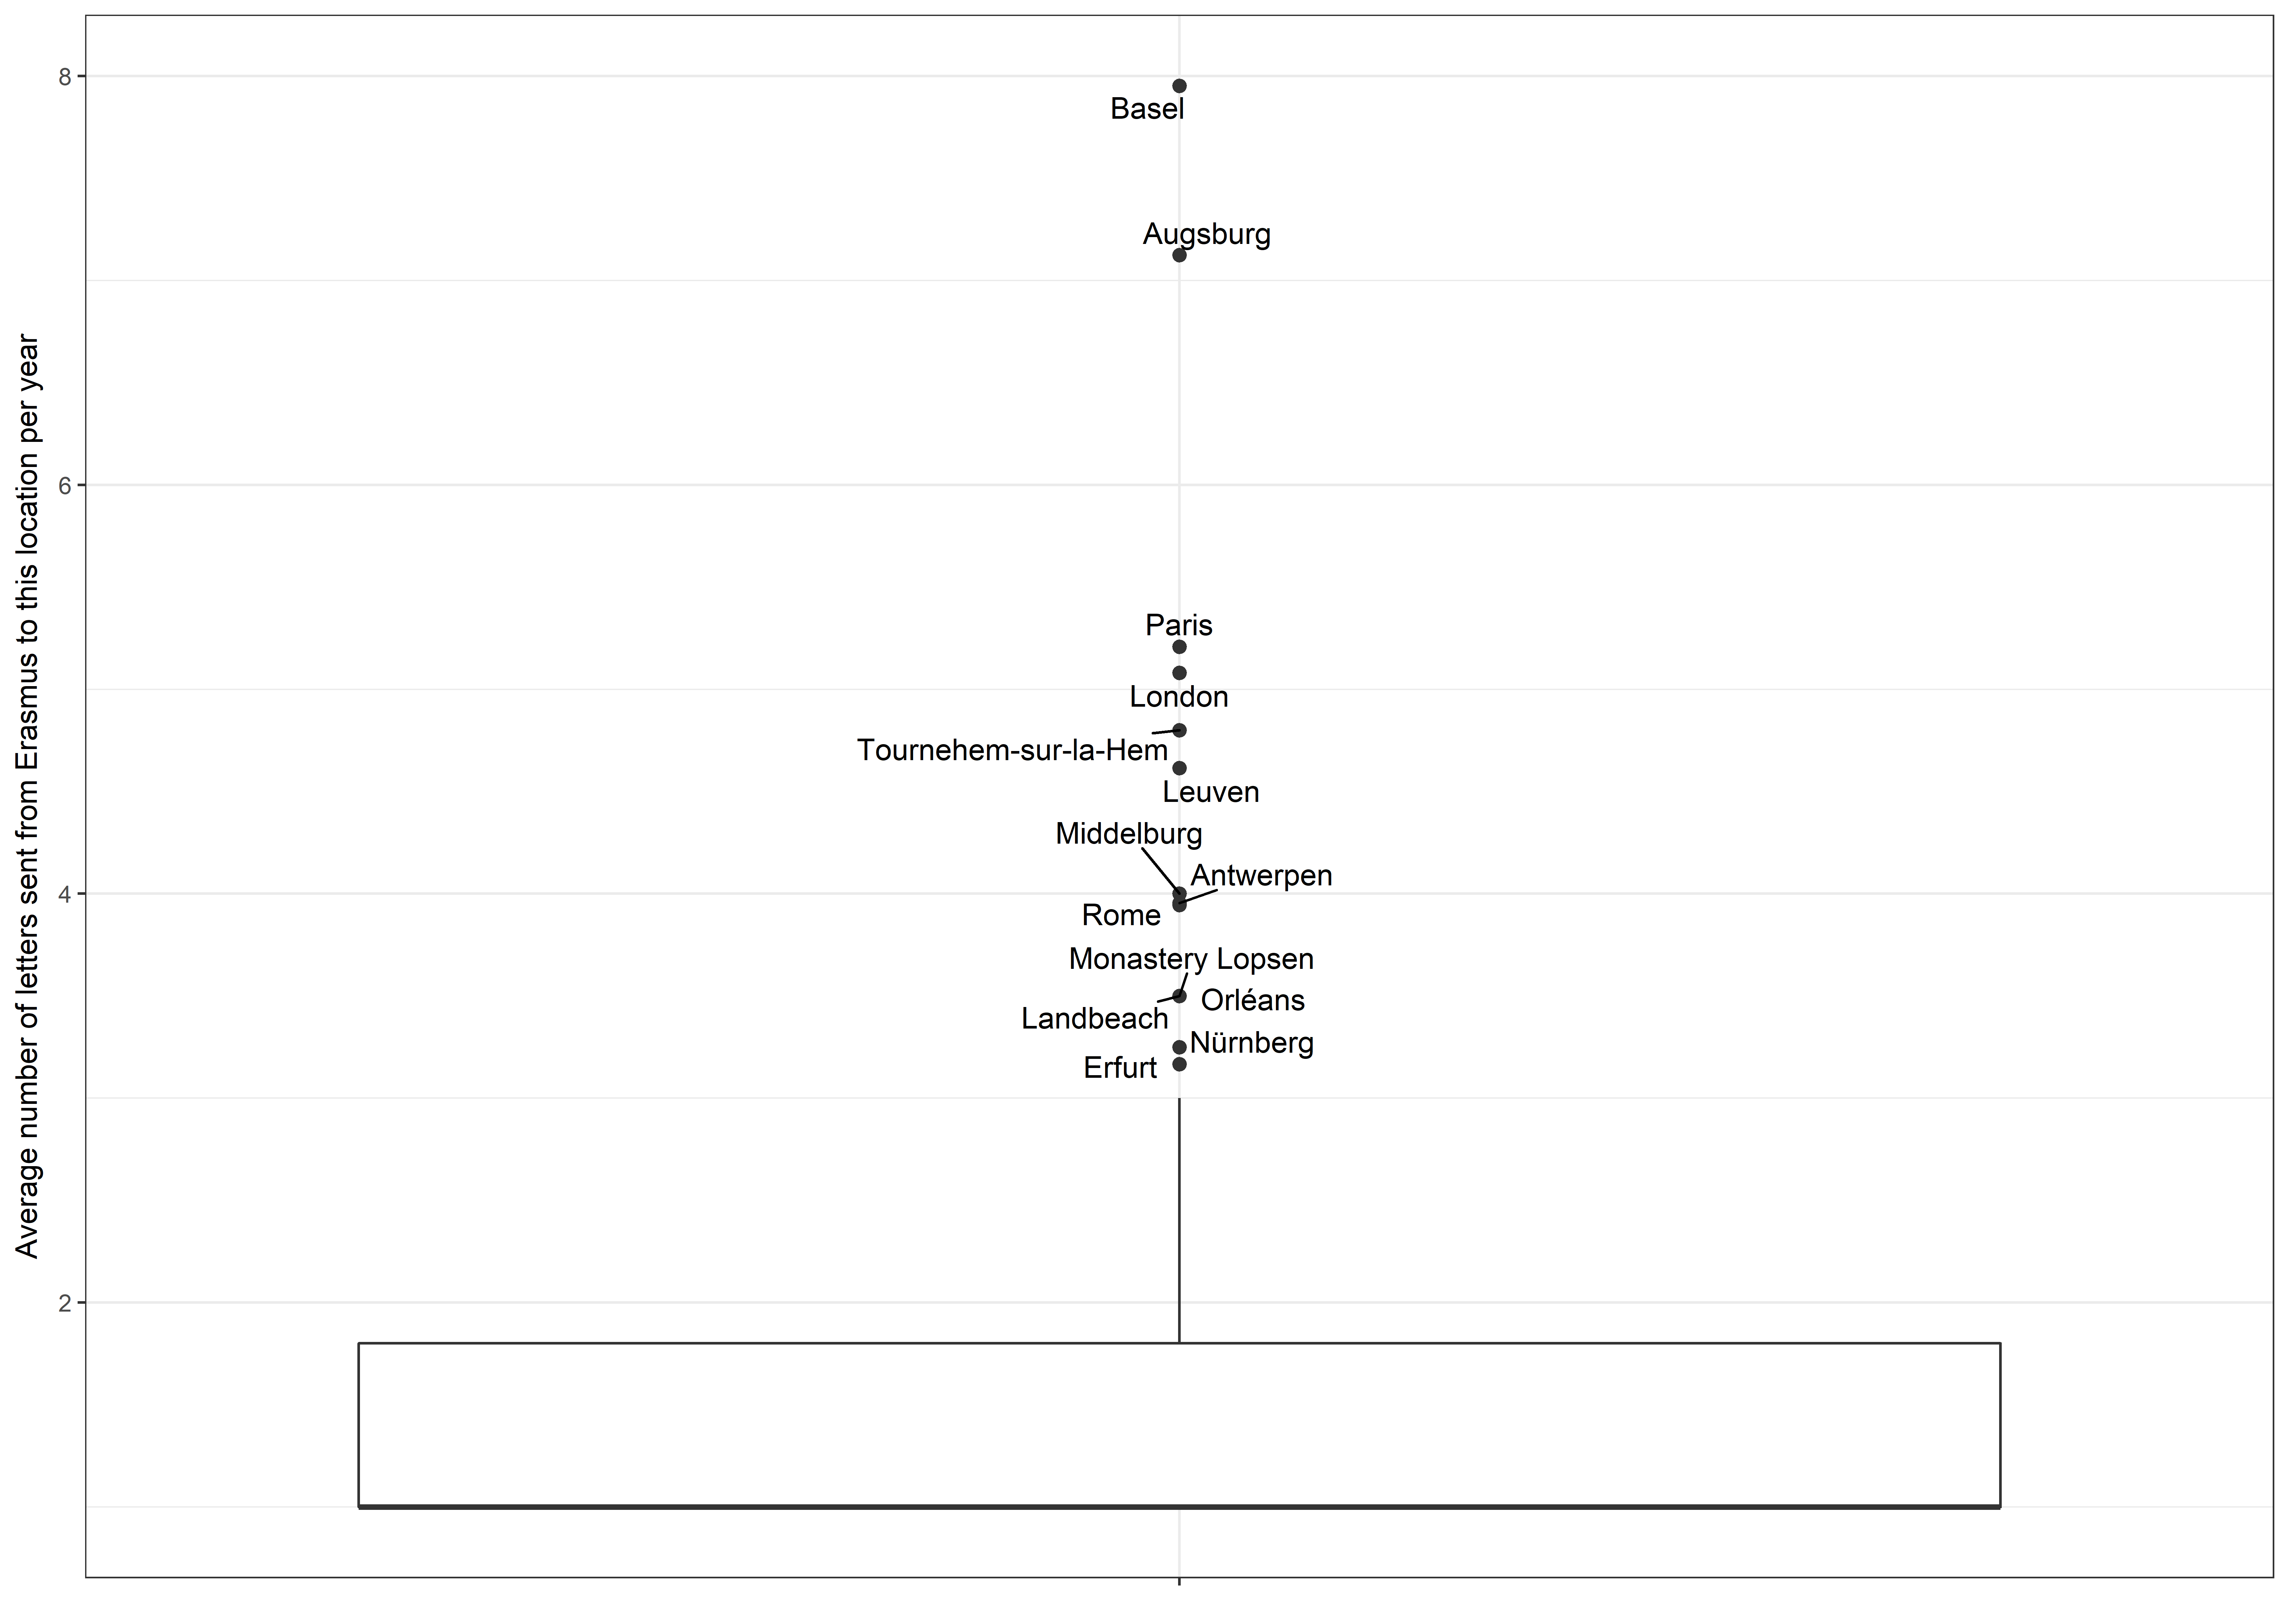 Average number of letters sent from Erasmus to this location per year
8
Basel
Augsburg
6
Paris
London
Tournehem-sur-la-Hem
Leuven
Middelburg
Antwerpen
4
Rome
Monastery Lopsen
Orléans
Landbeach
Nürnberg
Erfurt
2